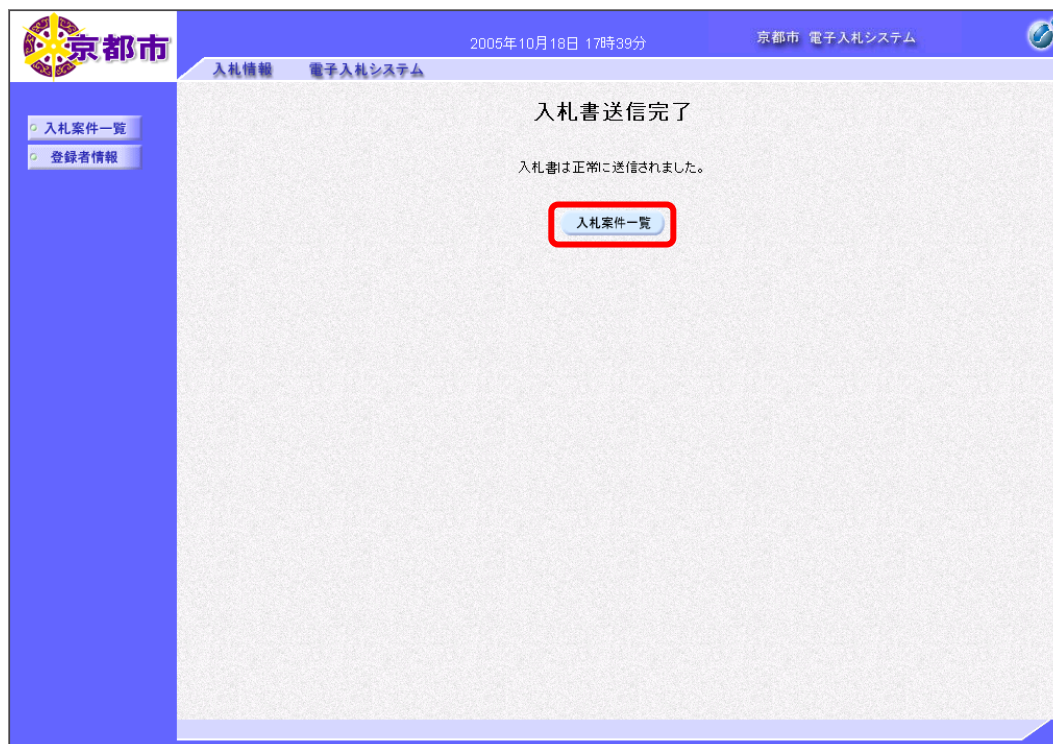 京都市
2005年10月18日 17時39分
京都市 電子入札システム
入札情報 電子入札システム
入札案件一覧
登録者情報
入札書送信完了
入札書は正常に送信されました。
入札案件一覧